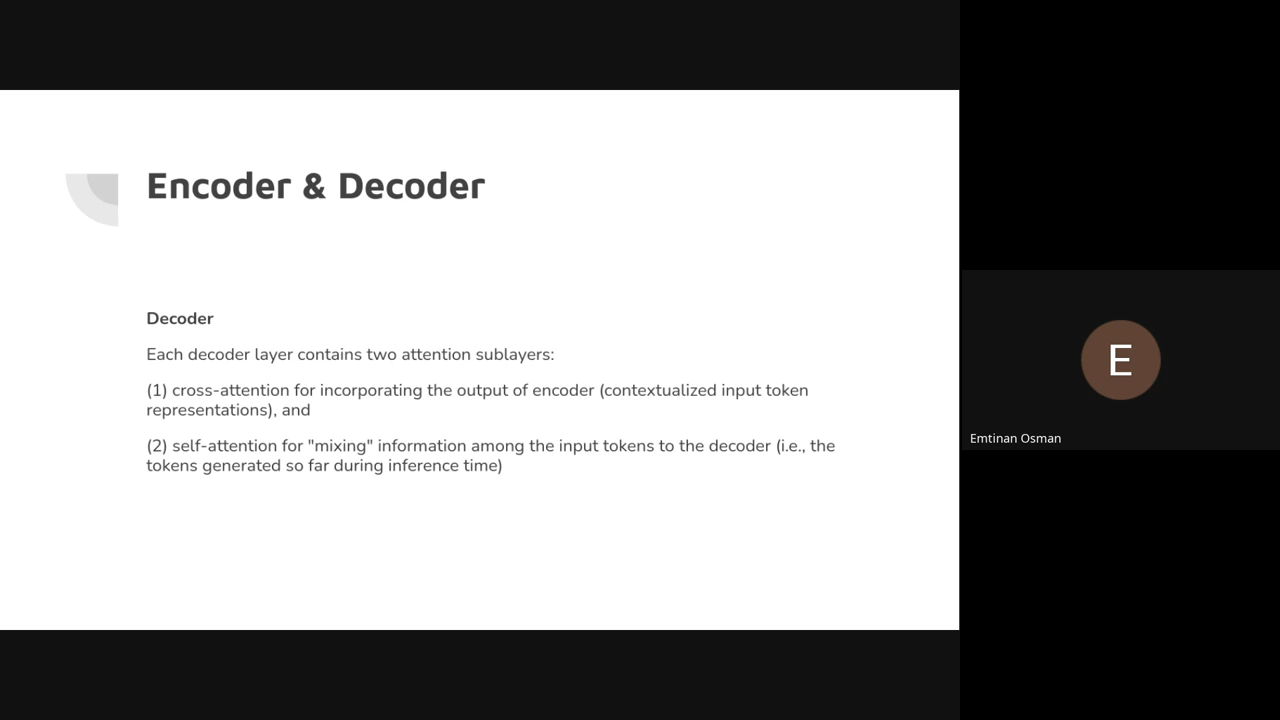 Encoder & Decoder
Decoder
Each decoder layer contains two attention sublayers:
(1) cross-attention for incorporating the output of encoder (contextualized input token
representations), and
(2) self-attention for "mixing" information among the input tokens to the decoder (i.e., the
tokens generated so far during inference time)
E
Emtinan Osman